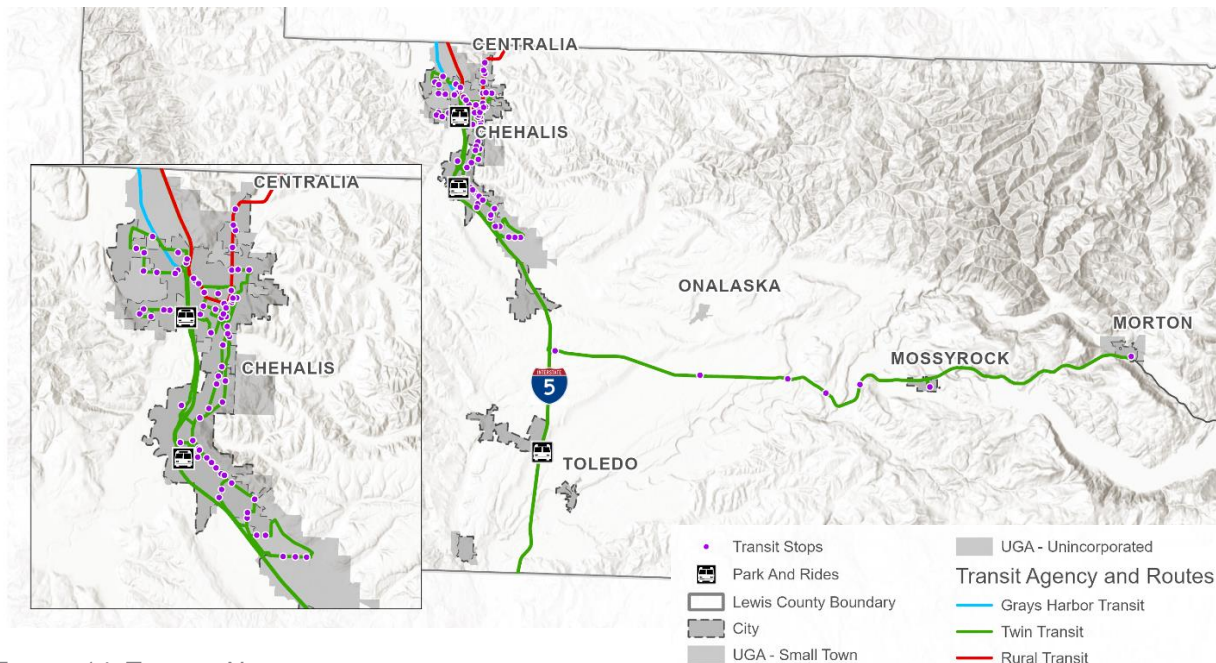 CENTRALIA
CHEHALIS
CENTRALIA
CHEHALIS
ONALASKA
MORTON
MOSSYROCK
INTERSTATE
5
TOLEDO
Transit Stops
Park And Rides
Lewis County Boundary
City
UGA - Small Town
UGA - Unincorporated
Transit Agency and Routes
Grays Harbor Transit
Twin Transit
Rural Transit